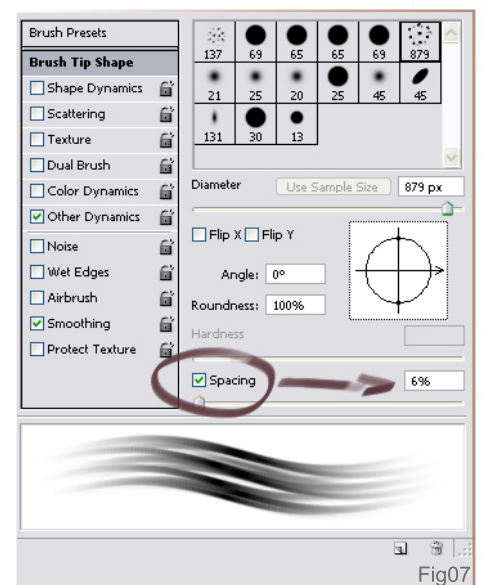 Brush Presets
Brush Tip Shape
Shape Dynamics
Scattering
Texture
Dual Brush
Color Dynamics
Other Dynamics
Noise
Wet Edges
Airbrush
Smoothing
Protect Texture
137 69 65 65 69 879
21 25 20 25 45 45
131 30 13
Diameter Use Sample Size 879 px
Flip X Flip Y
Angle: 0º
Roundness: 100%
Hardness
Spacing 6%
Fig07